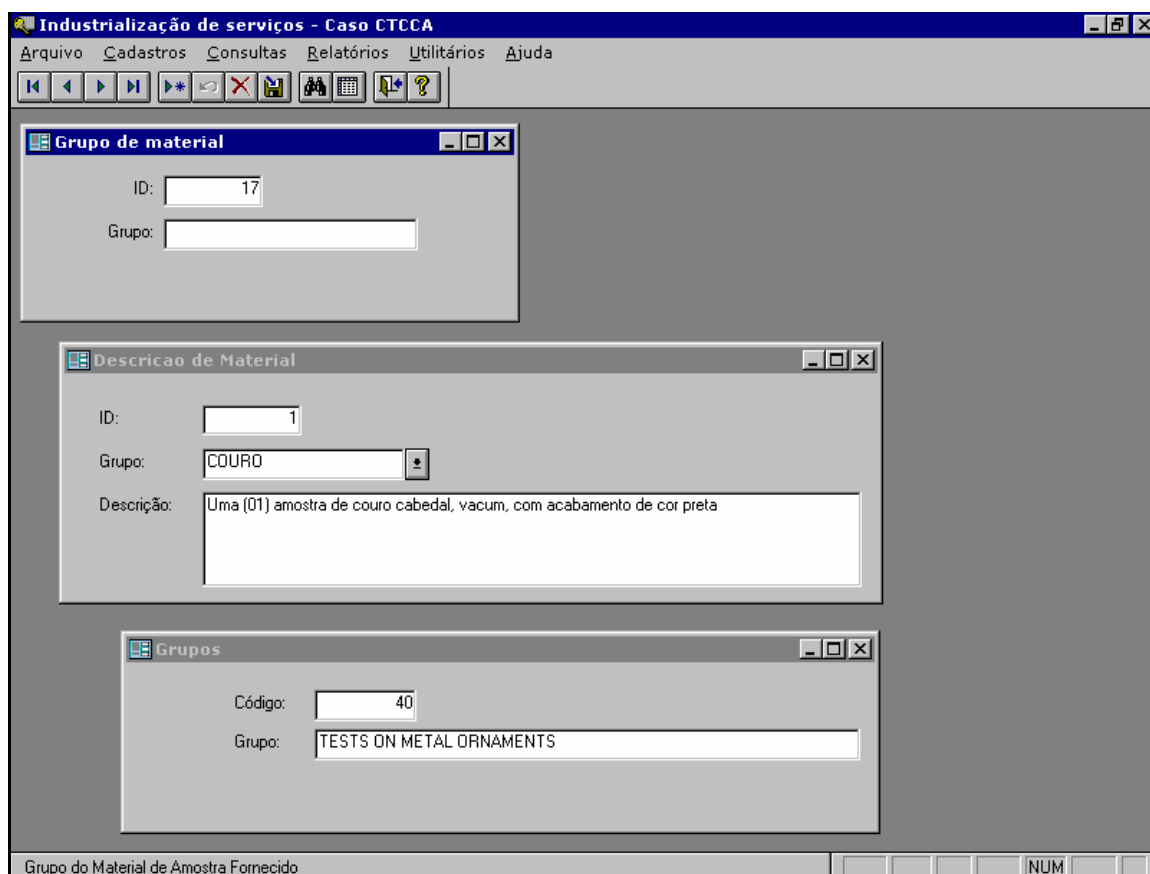 Industrialização de serviços - Caso CTCCA
Arquivo Cadastros Consultas Relatórios Utilitários Ajuda
Grupo de material
ID: 17
Grupo:
Descricao de Material
ID: 1
Grupo: COURO
Descrição: Uma (01) amostra de couro cabedal, vacum, com acabamento de cor preta
Grupos
Código: 40
Grupo: TESTS ON METAL ORNAMENTS
Grupo do Material de Amostra Fornecido NUM